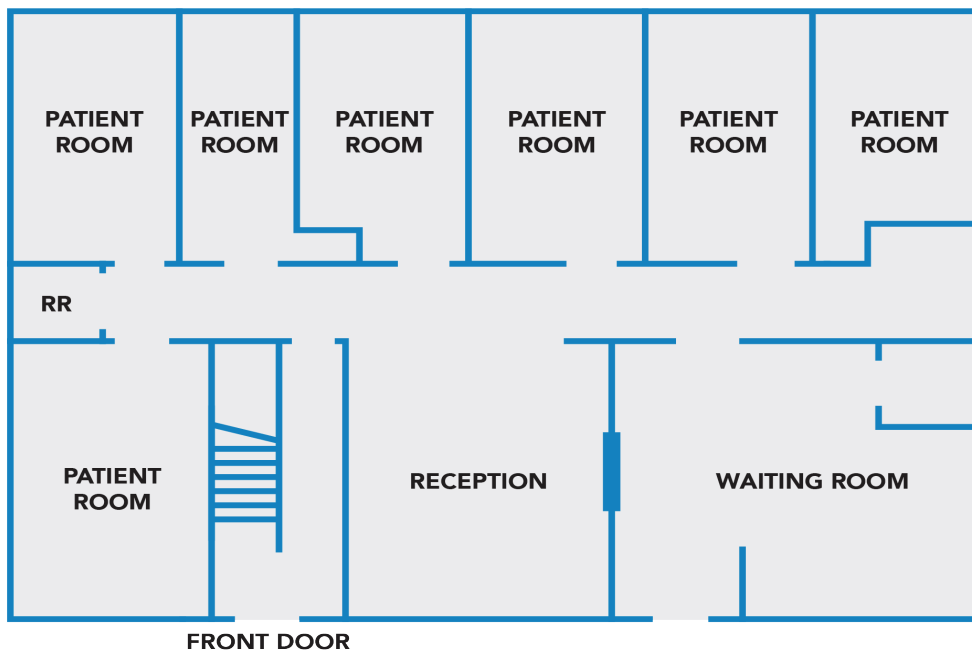 PATIENT
ROOM
PATIENT
ROOM
PATIENT
ROOM
PATIENT
ROOM
PATIENT
ROOM
PATIENT
ROOM
RR
PATIENT
ROOM
RECEPTION
WAITING ROOM
FRONT DOOR